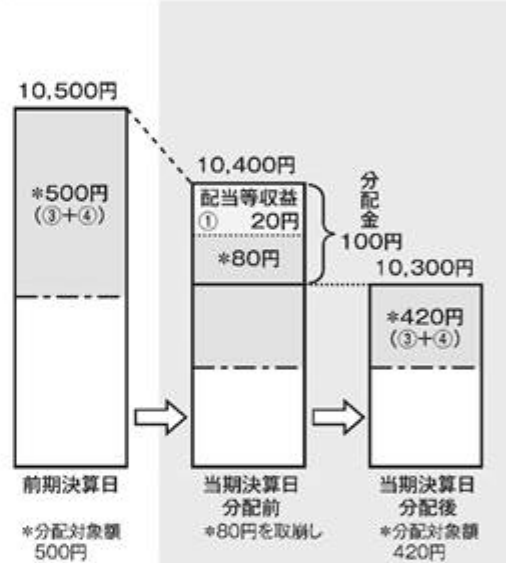 10,500円
*500円
(③+④)
前期決算日
*分配対象額
500円
10,400円
配当等収益
① 20円
*80円
分配金
100円
当期決算日
分配前
*80円を取崩し
10,300円
*420円
(③+④)
当期決算日
分配後
*分配対象額
420円